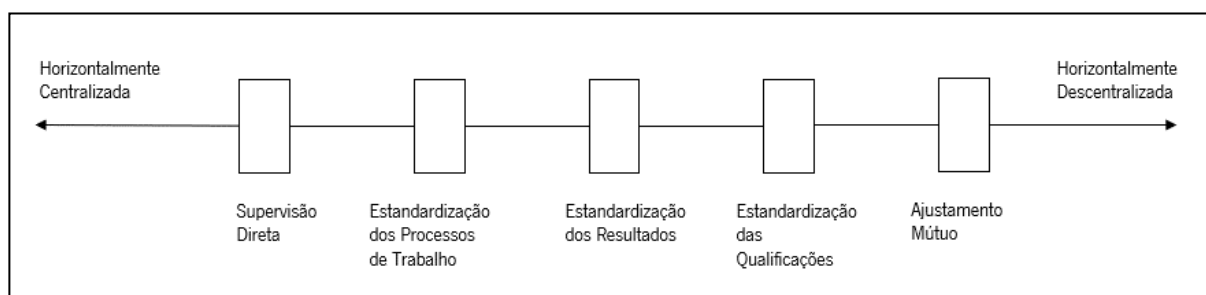 Horizontalmente
Centralizada
Horizontalmente
Descentralizada
Supervisão
Direta
Estandardização
dos Processos
de Trabalho
Estandardização
dos Resultados
Estandardização
das
Qualificações
Ajustamento
Mútuo